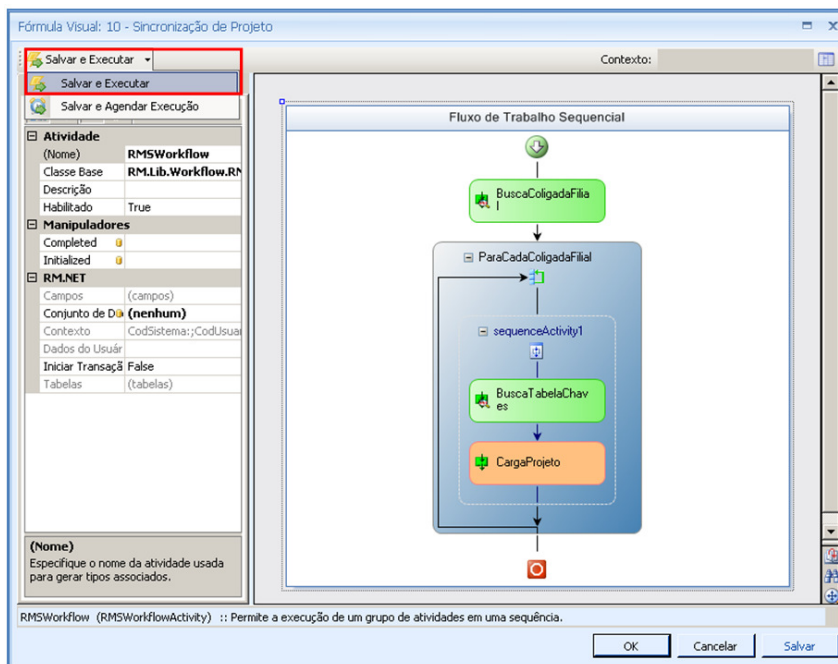 Fórmula Visual: 10 - Sincronização de Projeto
Salvar e Executar
Contexto:
Salvar e Executar
Salvar e Agendar Execução
Atividade
(Nome) RMSWorkflow
Classe Base RM.Lib.Workflow.RM
Descrição
Habilitado True
Manipuladores
Completed
Initialized
RM.NET
Campos (campos)
Conjunto de D (nenhum)
Contexto CodSistema:;CodUsuar
Dados do Usuár
Iniciar Transaçã False
Tabelas (tabelas)
(Nome)
Especifique o nome da atividade usada
para gerar tipos associados.
Fluxo de Trabalho Sequencial
BuscaColigadaFilia
l
ParaCadaColigadaFilial
sequenceActivity1
BuscaTabelaChav
es
CargaProjeto
RMSWorkflow (RMSWorkflowActivity) :: Permite a execução de um grupo de atividades em uma sequência.
OK Cancelar Salvar